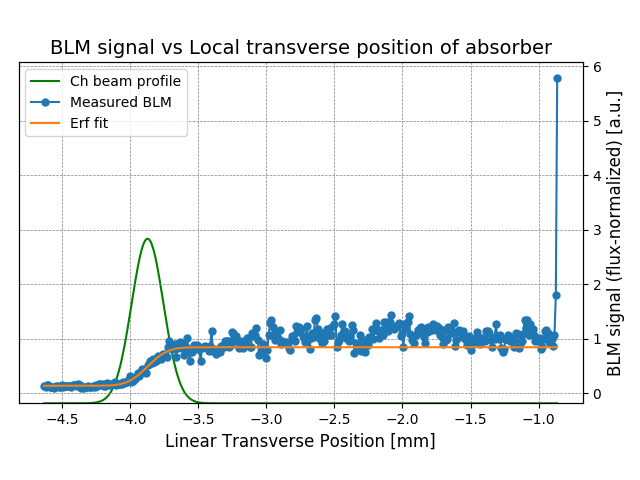 BLM signal vs Local transverse position of absorber
Ch beam profile
Measured BLM
Erf fit
6
5
4
3
2
1
0
BLM signal (flux-normalized) [a.u.]
−4.5 −4.0 −3.5 −3.0 −2.5 −2.0 −1.5 −1.0
Linear Transverse Position [mm]